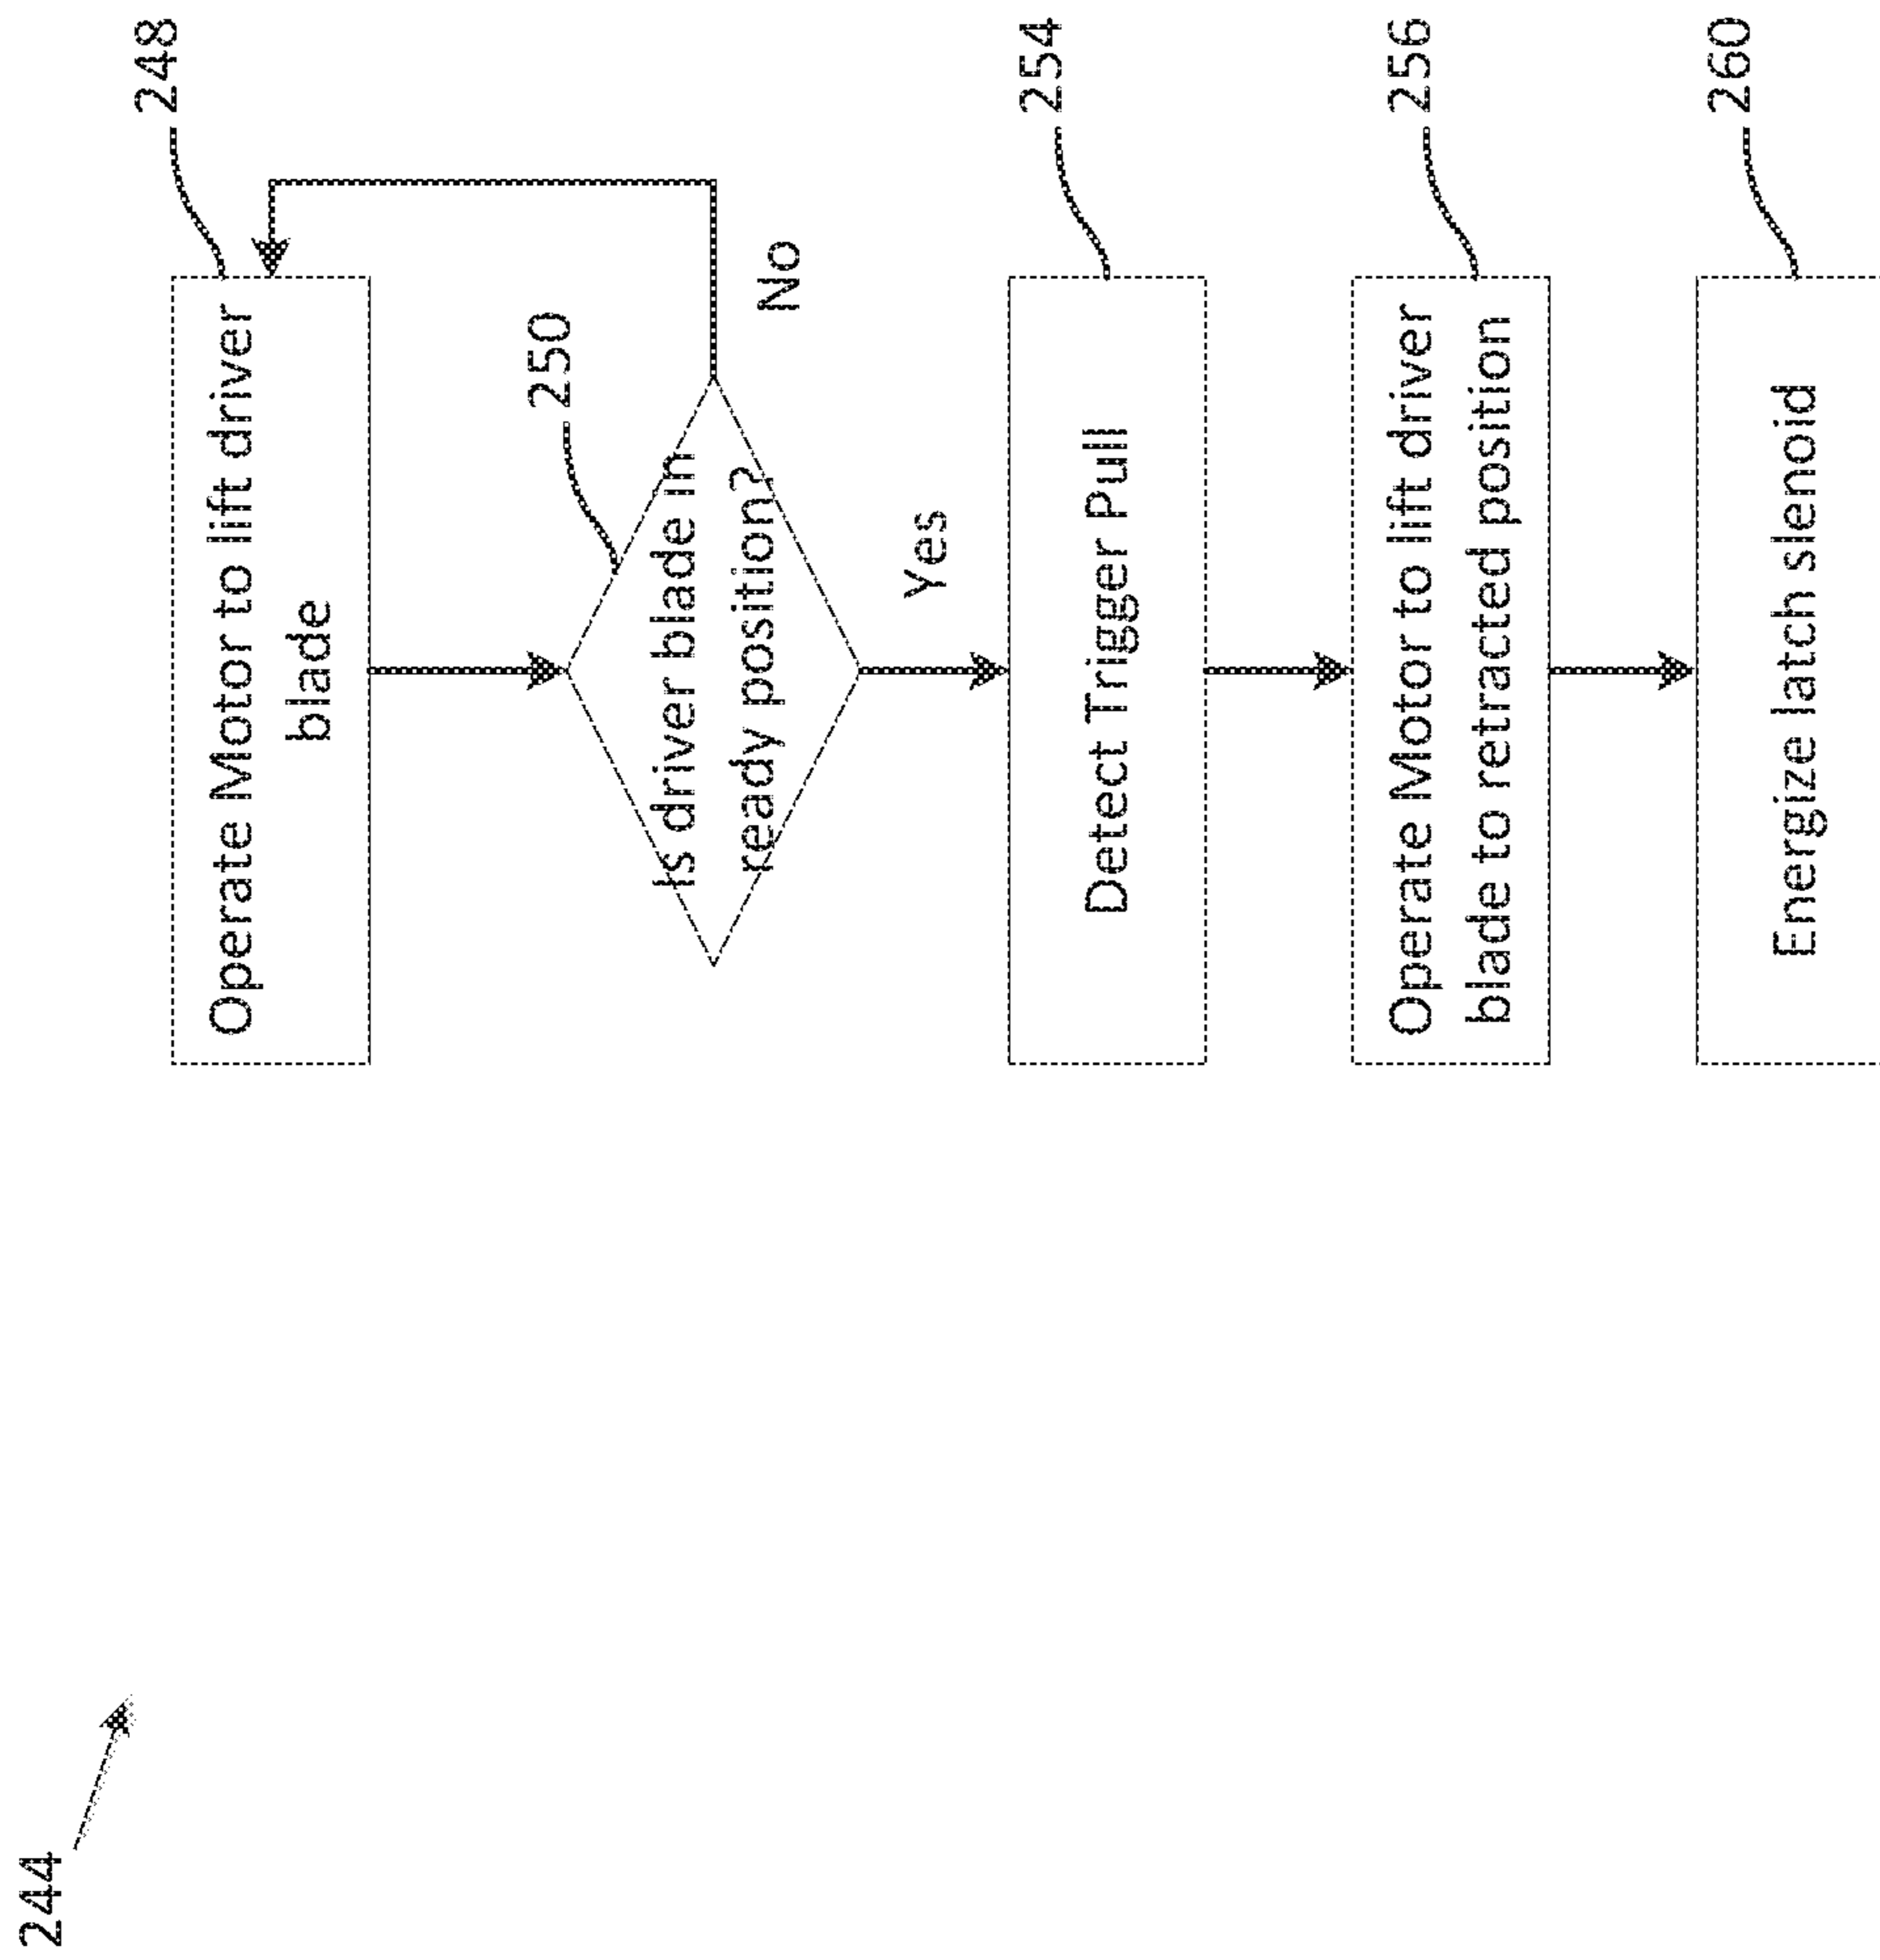 244
248
Operate Motor to lift driver
blade
250
Is driver blade in
ready position?
No
Yes
254
Detect Trigger Pull
256
Operate Motor to lift driver
blade to retracted position
260
Energize latch slenoid